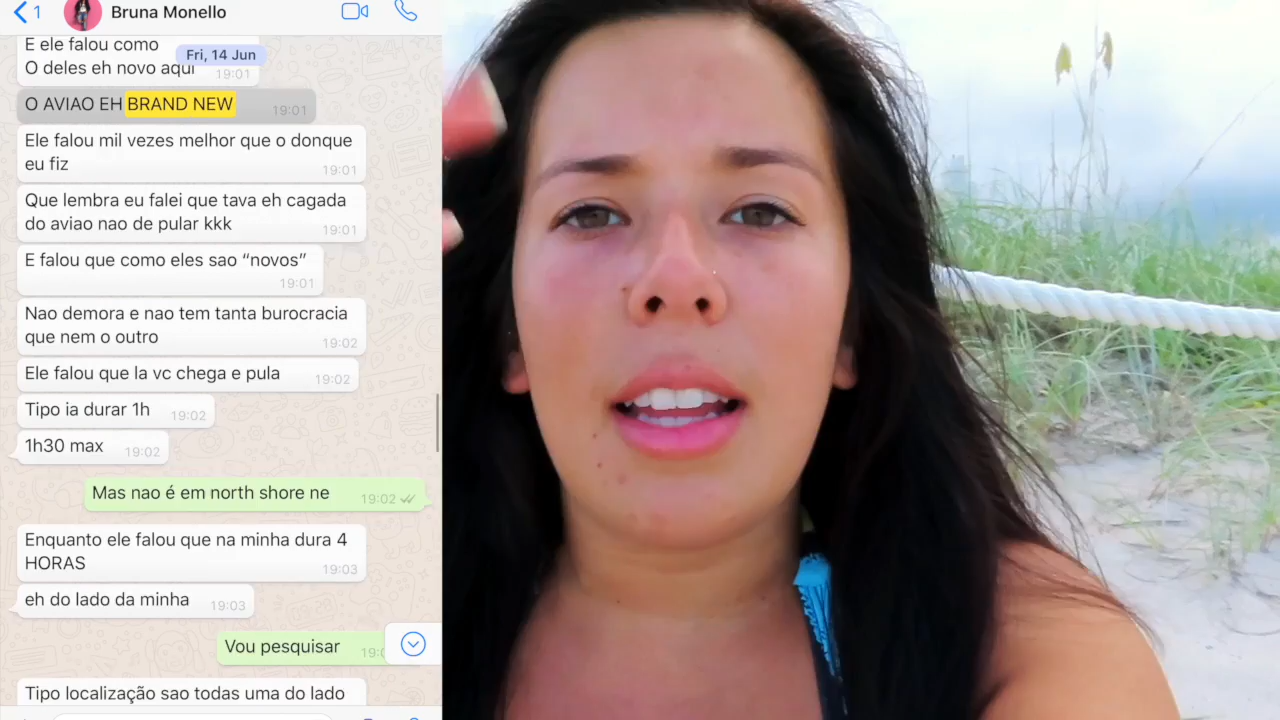 1
Bruna Monello
E ele falou como
Fri, 14 Jun
O deles eh novo aqui
19:01
O AVIAO EH BRAND NEW
19:01
Ele falou mil vezes melhor que o donque
eu fiz
19:01
Que lembra eu falei que tava eh cagada
do aviao nao de pular kkk
19:01
E falou que como eles sao “novos”
19:01
Nao demora e nao tem tanta burocracia
que nem o outro
19:02
Ele falou que la vc chega e pula
19:02
Tipo ia durar 1h
19:02
1h30 max
19:02
Mas nao é em north shore ne
19:02
Enquanto ele falou que na minha dura 4
HORAS
19:03
eh do lado da minha
19:03
Vou pesquisar
Tipo localização sao todas uma do lado